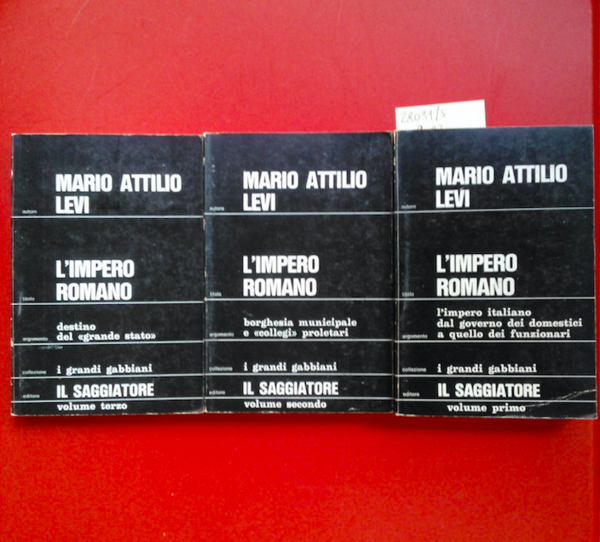 28031/s
MARIO ATTILIO
LEVI
autore
L'IMPERO
ROMANO
titolo
destino
del «grande stato»
argomento
i grandi gabbiani
collezione
IL SAGGIATORE
editore
volume terzo
MARIO ATTILIO
LEVI
autore
L'IMPERO
ROMANO
titolo
borghesia municipale
e «collegi» proletari
argomento
i grandi gabbiani
collezione
IL SAGGIATORE
editore
volume secondo
MARIO ATTILIO
LEVI
autore
L'IMPERO
ROMANO
titolo
l'impero italiano
dal governo dei domestici
a quello dei funzionari
argomento
i grandi gabbiani
collezione
IL SAGGIATORE
editore
volume primo